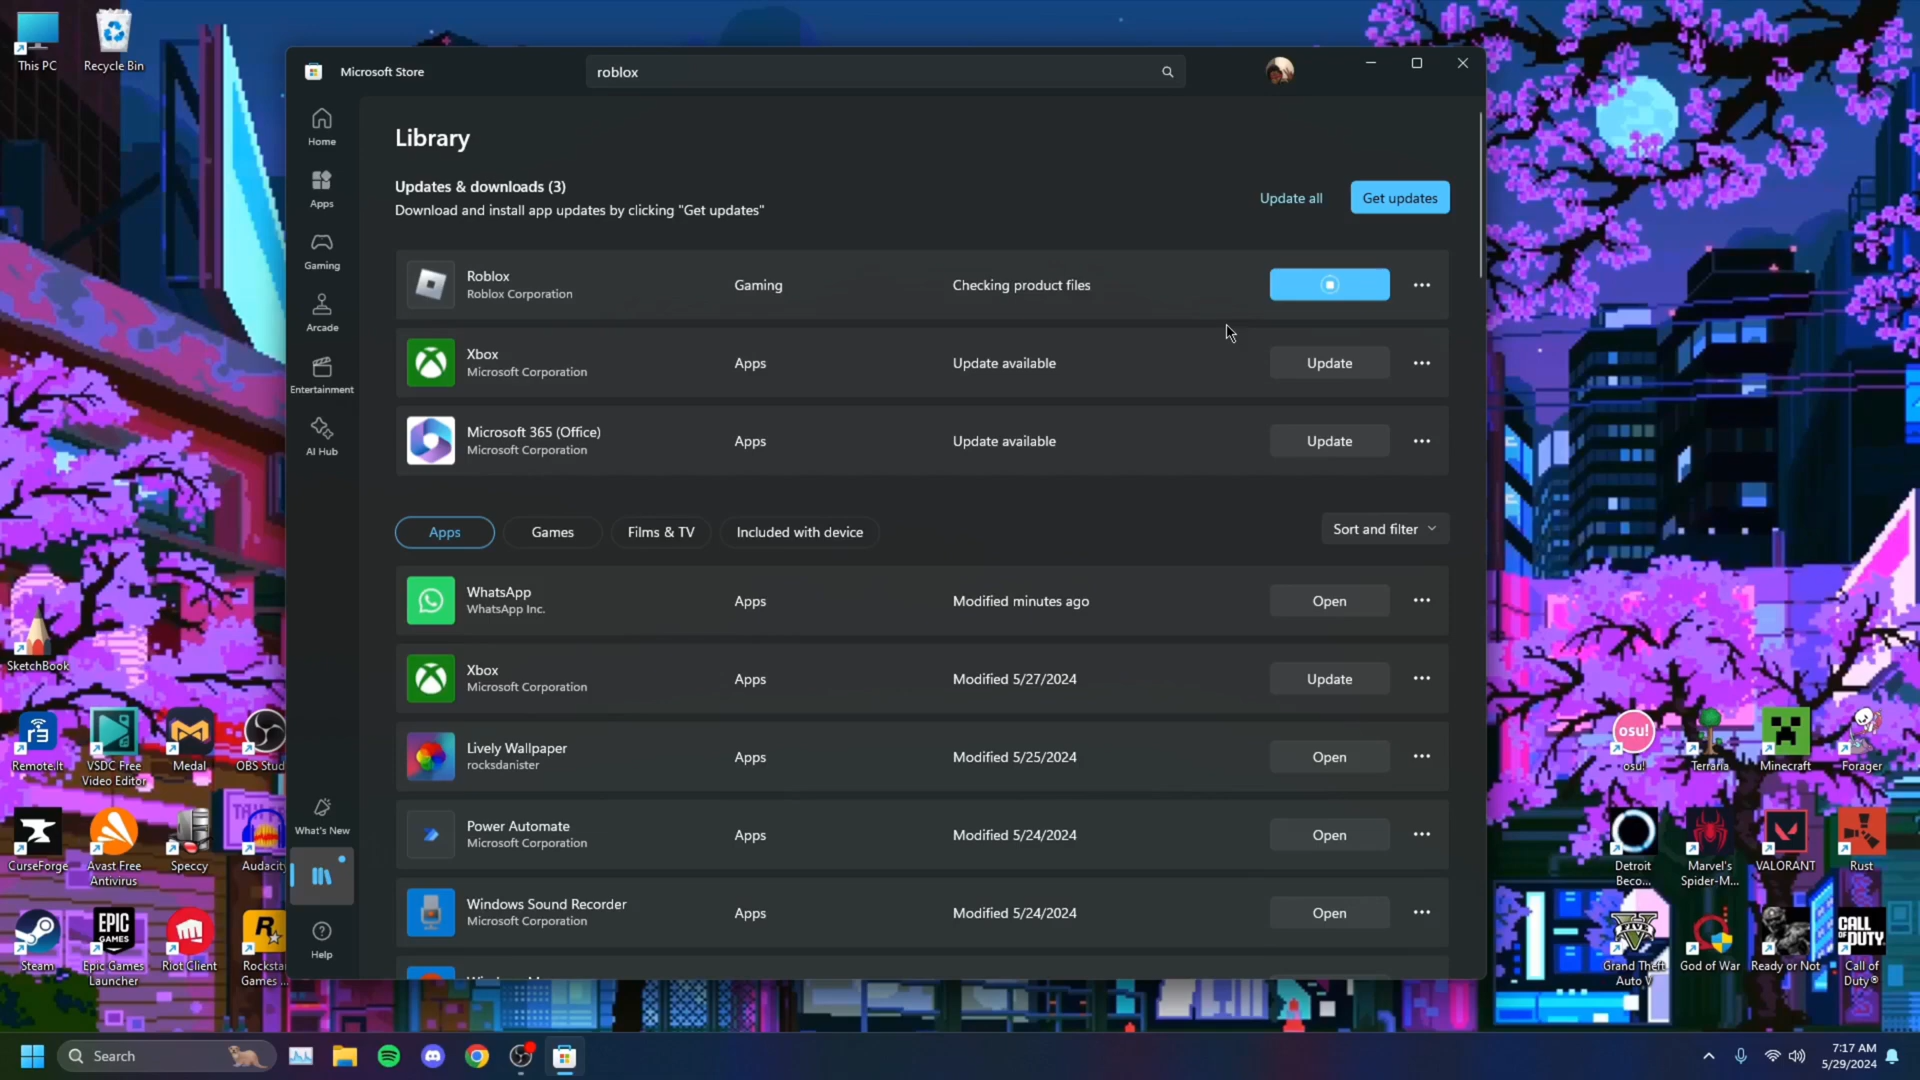 This PC
Recycle Bin
Microsoft Store
roblox
Home
Apps
Gaming
Arcade
Entertainment
AI Hub
What's New
Help
Library
Updates & downloads (3)
Download and install app updates by clicking "Get updates"
Update all
Get updates
Roblox
Roblox Corporation
Gaming
Checking product files
Xbox
Microsoft Corporation
Apps
Update available
Update
Microsoft 365 (Office)
Microsoft Corporation
Apps
Update available
Update
Apps
Games
Films & TV
Included with device
Sort and filter
WhatsApp
WhatsApp Inc.
Apps
Modified minutes ago
Open
Xbox
Microsoft Corporation
Apps
Modified 5/27/2024
Update
Lively Wallpaper
rocksdanister
Apps
Modified 5/25/2024
Open
Power Automate
Microsoft Corporation
Apps
Modified 5/24/2024
Open
Windows Sound Recorder
Microsoft Corporation
Apps
Modified 5/24/2024
Open
SketchBook
Remote.It
VSDC Free
Video Editor
Medal
OBS Stud
CurseForge
Avast Free
Antivirus
Speccy
Audacity
EPIC
GAMES
Steam
Epic Games
Launcher
Riot Client
Rockstar
Games ...
osu!
osu!
Terraria
Minecraft
Forager
Detroit
Beco...
Marvel's
Spider-M...
VALORANT
Rust
CALL OF
DUTY
Grand Theft
Auto V
God of War
Ready or Not
Call of
Duty®
Search
7:17 AM
5/29/2024